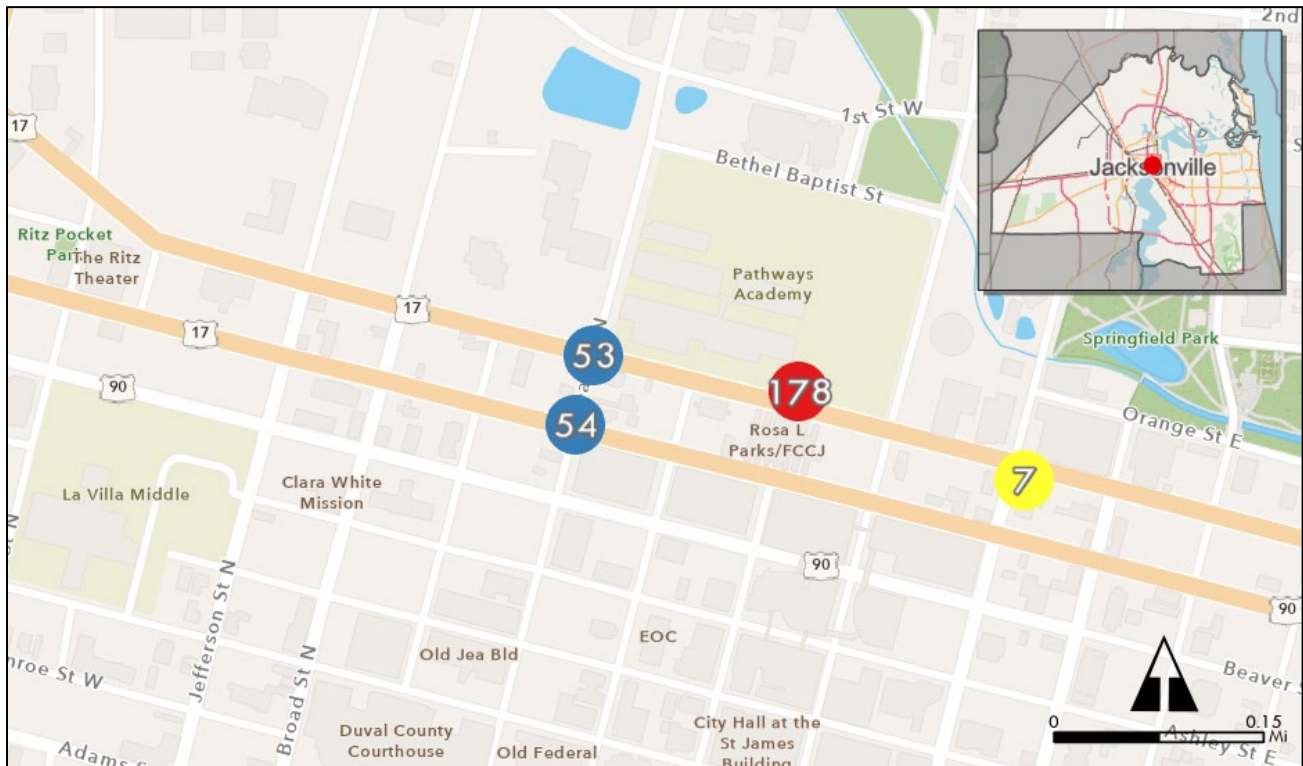 2nd
17
1st St W
Bethel Baptist St
Jacksonville
Ritz Pocket
Par
The Ritz
Theater
Pathways
Academy
17
17
N
53
Springfield Park
90
178
54
Rosa L
Parks/FCCJ
Orange St E
La Villa Middle
Clara White
Mission
7
St N
90
90
Jefferson St N
Broad St N
EOC
Old Jea Bld
Beaver S
nroe St W
0
0.15
Mi
Duval County
Courthouse
City Hall at the
St James
Building
Adams S
Old Federal
Ashley St E